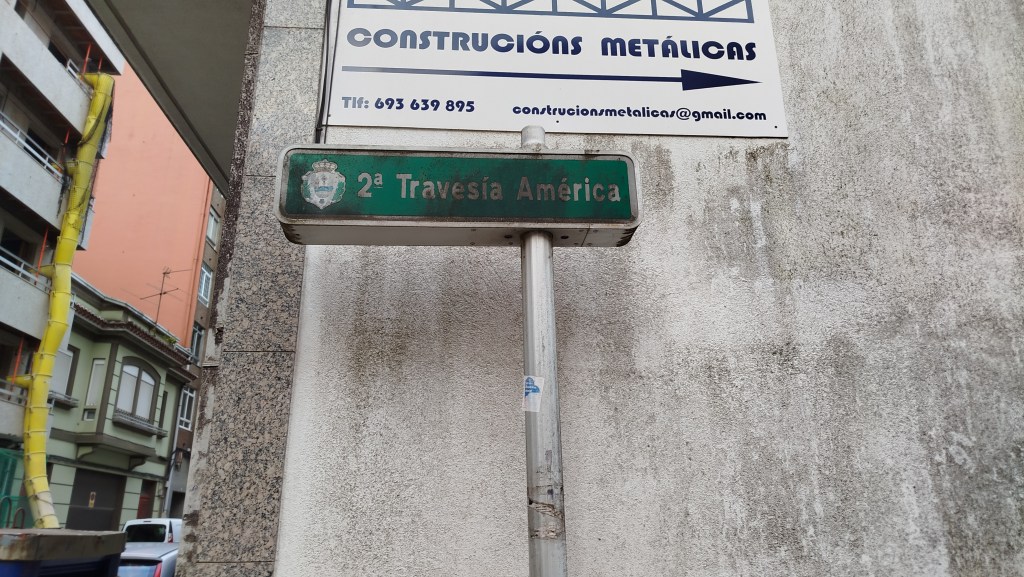 CONSTRUCIÓNS METÁLICAS
Tlf: 693 639 895 construcionsmetalicas@gmail.com
2ª Travesía América